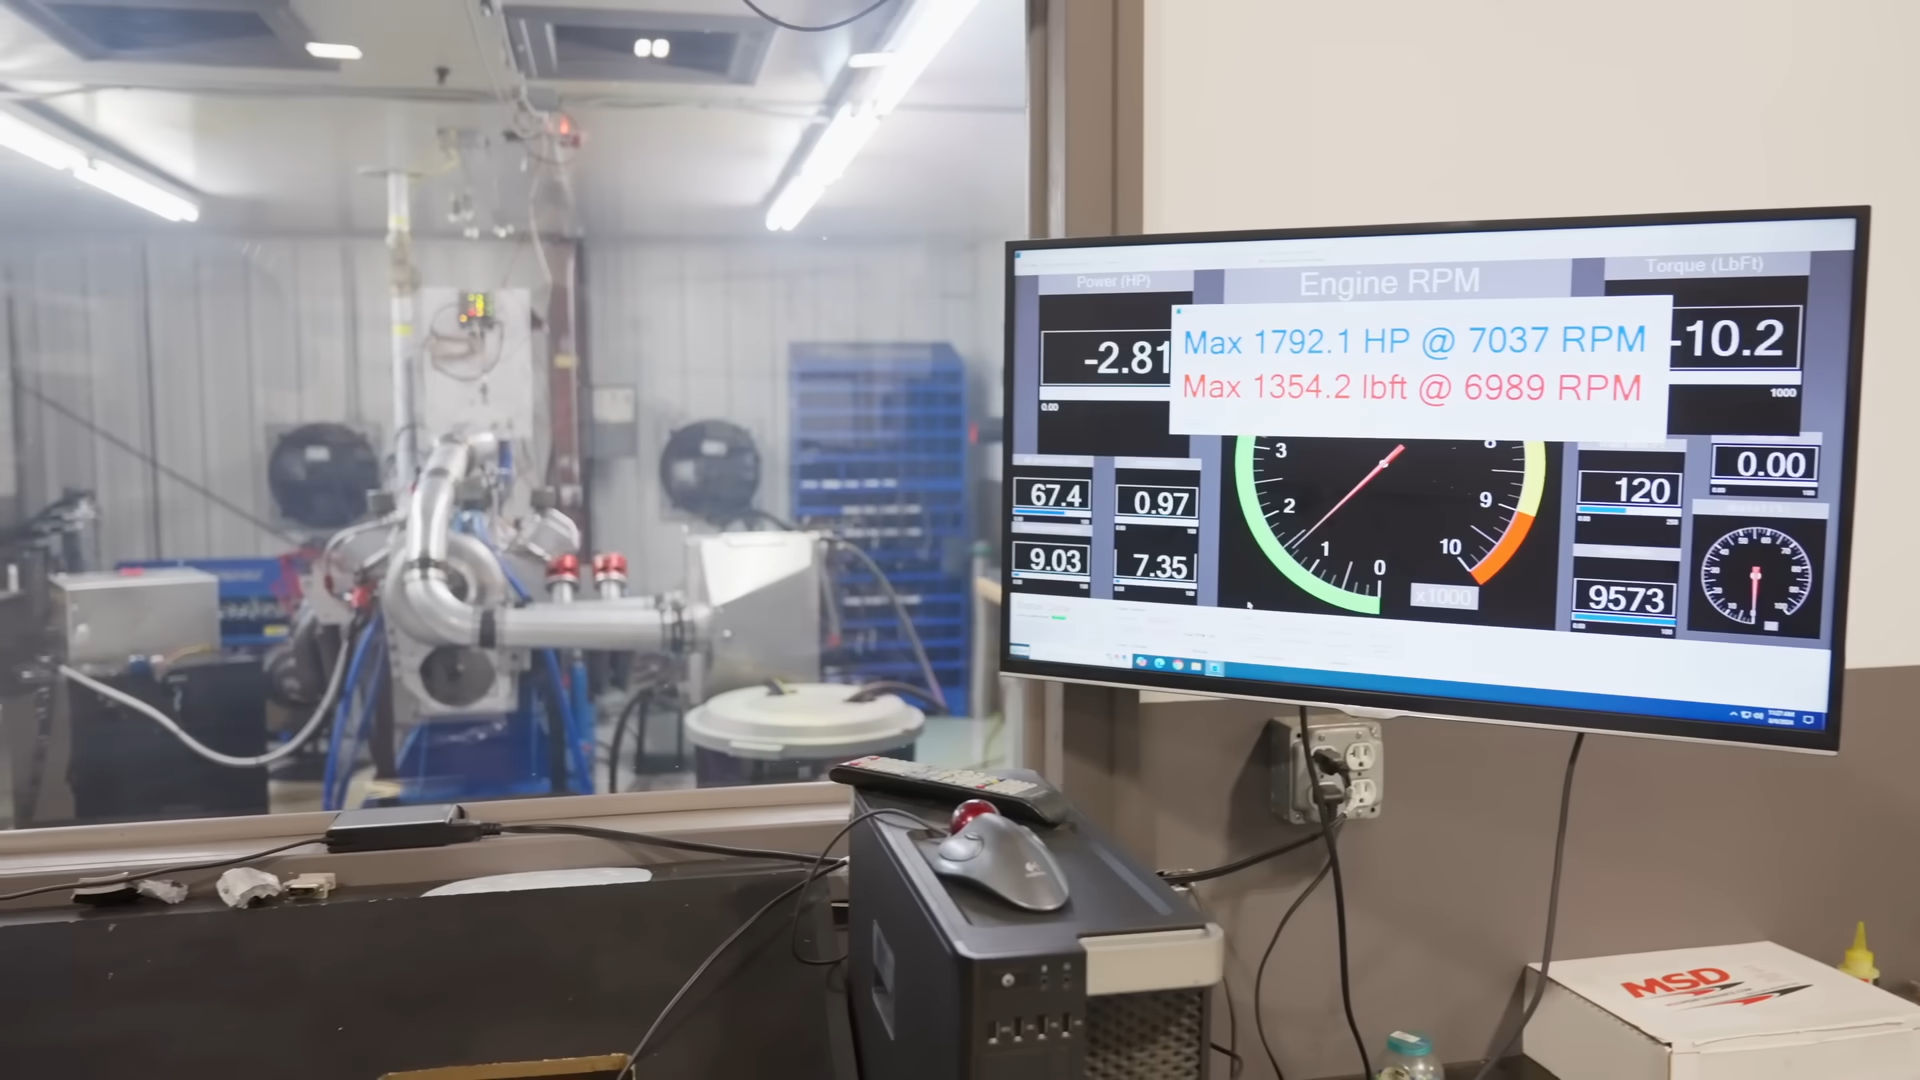 Power (HP)
Engine RPM
Torque (LbFt)
-2.81
Max 1792.1 HP @ 7037 RPM
Max 1354.2 lbft @ 6989 RPM
-10.2
0.00
1000
3
2
1
0
8
9
10
x1000
67.4
0.97
9.03
7.35
120
0.00
9573
MSD